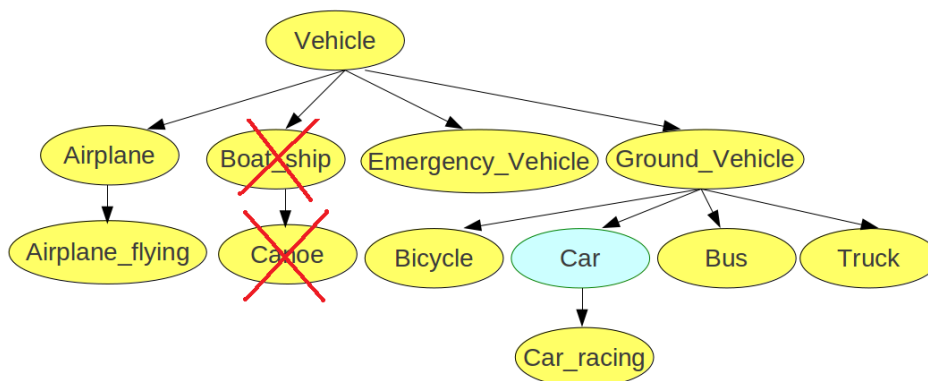 Vehicle
Airplane
Boat_ship
Emergency_Vehicle
Ground_Vehicle
Airplane_flying
Canoe
Bicycle
Car
Bus
Truck
Car_racing